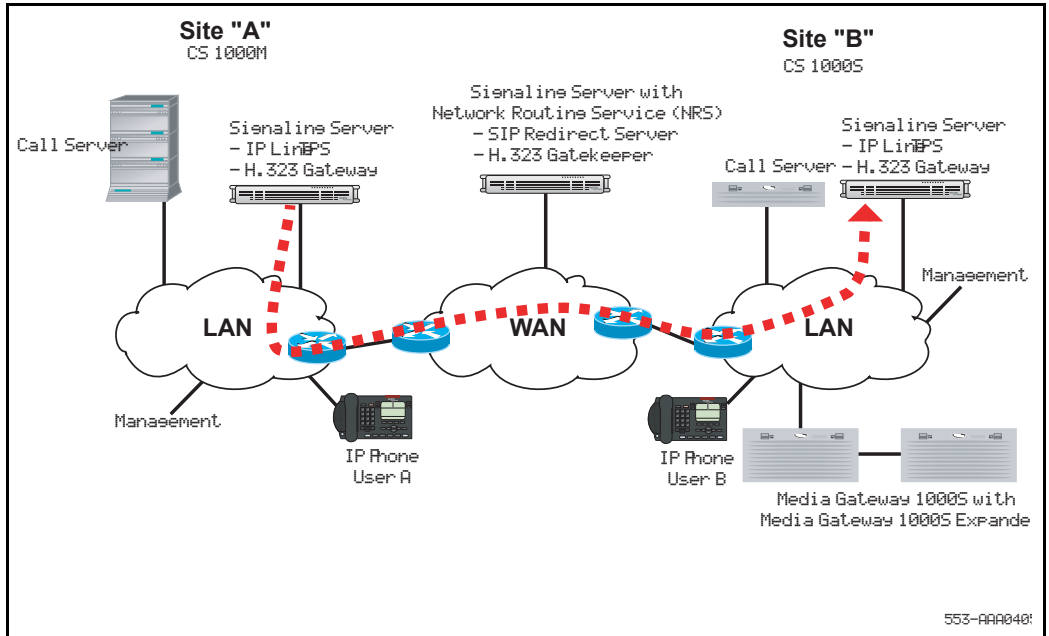 Site "A"
CS 1000M
Site "B"
CS 1000S
Signaling Server with
Network Routing Service (NRS)
- SIP Redirect Server
- H.323 Gatekeeper
Call Server
Signaling Server
- IP Line TPS
- H.323 Gateway
Call Server
Signaling Server
- IP Line TPS
- H.323 Gateway
Management
LAN
WAN
LAN
Management
IP Phone
User A
IP Phone
User B
Media Gateway 1000S with
Media Gateway 1000S Expande
553-AAA0405